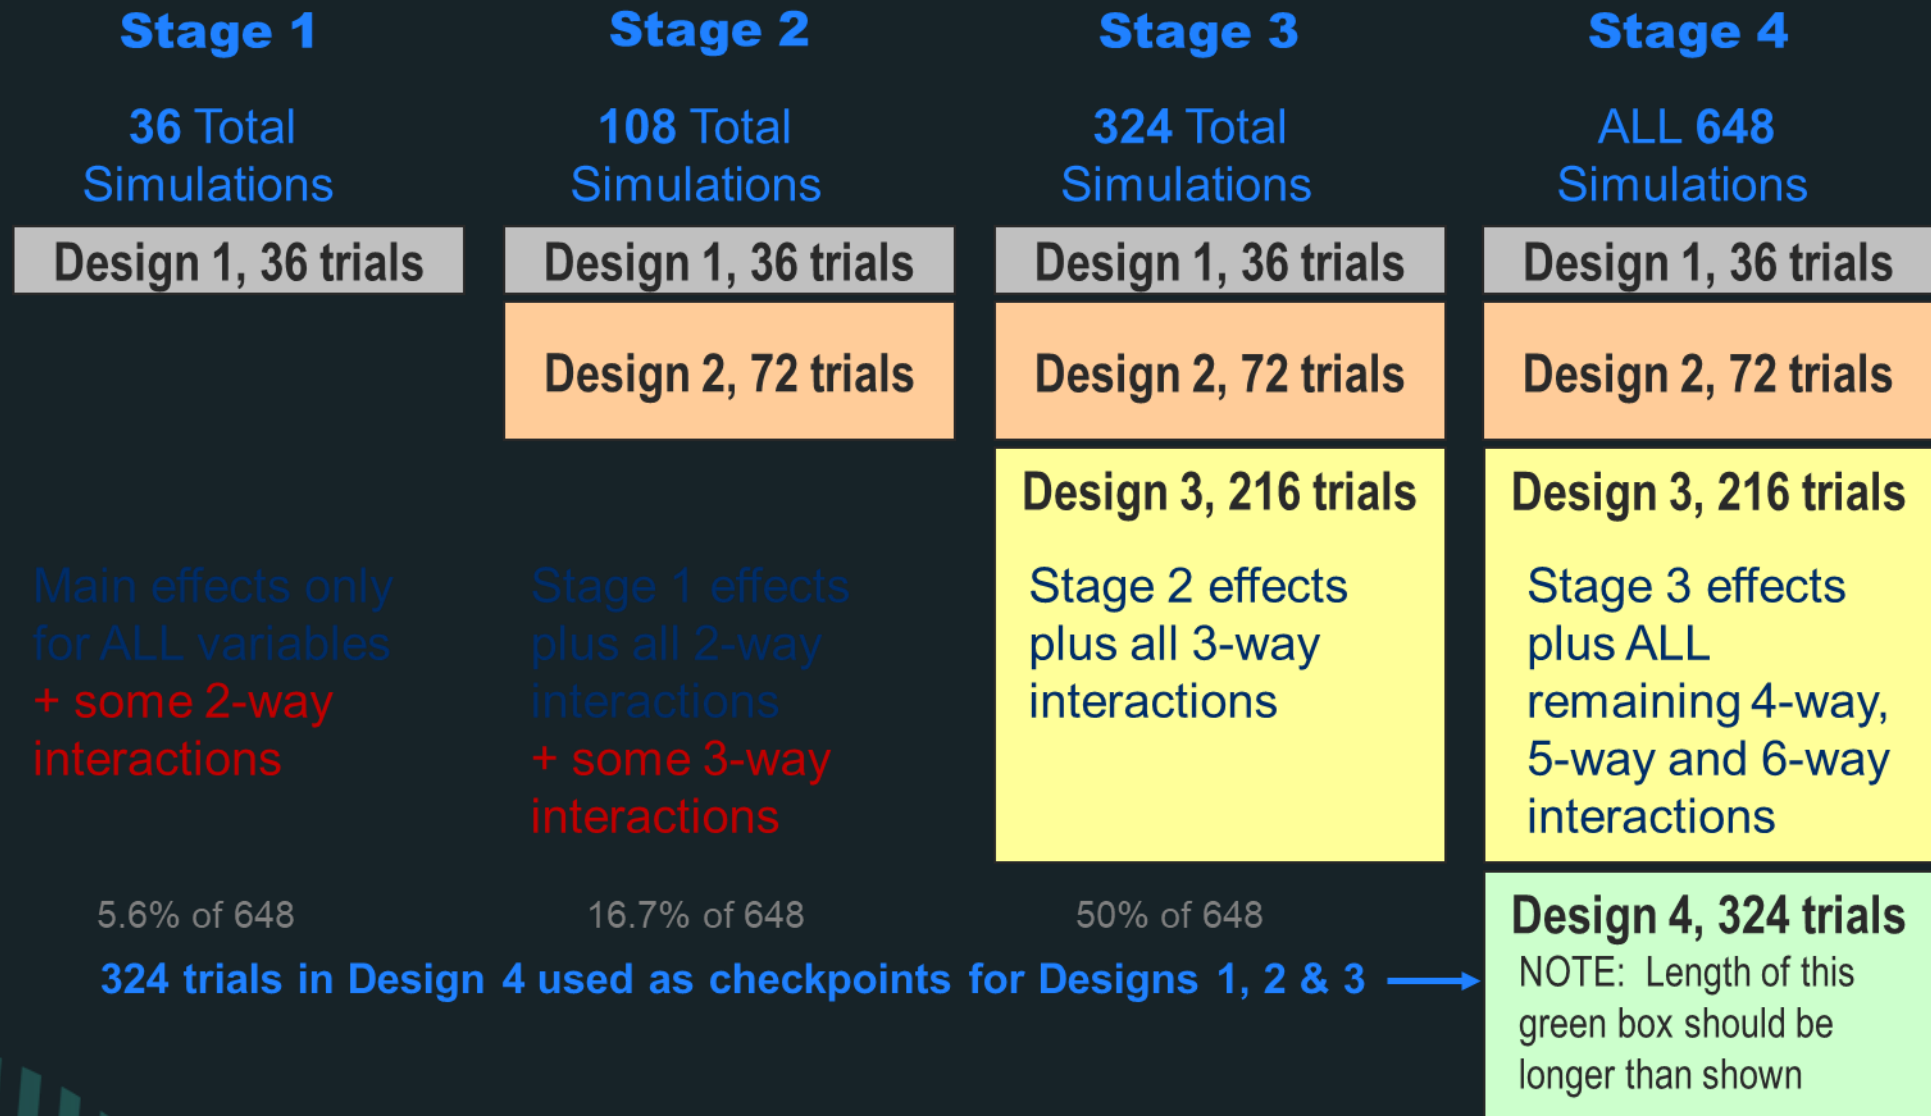 Stage 1
36 Total
Simulations
Design 1, 36 trials
Main effects only
for ALL variables
+ some 2-way
interactions
5.6% of 648
Stage 2
108 Total
Simulations
Design 1, 36 trials
Design 2, 72 trials
Stage 1 effects
plus all 2-way
interactions
+ some 3-way
interactions
16.7% of 648
Stage 3
324 Total
Simulations
Design 1, 36 trials
Design 2, 72 trials
Design 3, 216 trials
Stage 2 effects
plus all 3-way
interactions
50% of 648
Stage 4
ALL 648
Simulations
Design 1, 36 trials
Design 2, 72 trials
Design 3, 216 trials
Stage 3 effects
plus ALL
remaining 4-way,
5-way and 6-way
interactions
324 trials in Design 4 used as checkpoints for Designs 1, 2 & 3
Design 4, 324 trials
NOTE: Length of this
green box should be
longer than shown